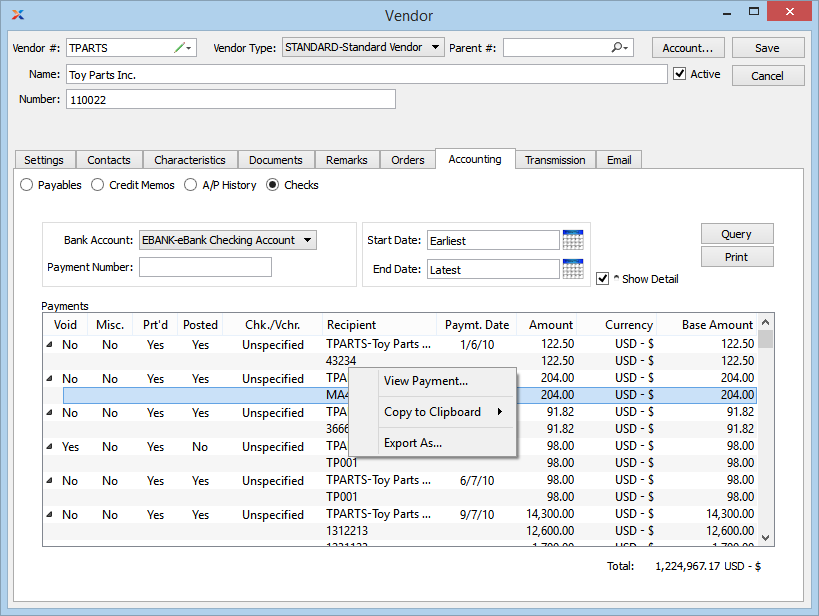 Vendor
Vendor #: TPARTS Vendor Type: STANDARD-Standard Vendor Parent #: Account... Save
Name: Toy Parts Inc. Active Cancel
Number: 110022
Settings Contacts Characteristics Documents Remarks Orders Accounting Transmission Email
Payables Credit Memos A/P History Checks
Bank Account: EBANK-eBank Checking Account Start Date: Earliest Query
Payment Number: End Date: Latest Print
^ Show Detail
Payments
Void Misc. Prt'd Posted Chk./Vchr. Recipient Paymt. Date Amount Currency Base Amount
No No Yes Yes Unspecified TPARTS-Toy Parts ... 1/6/10 122.50 USD - $ 122.50
43234 122.50 USD - $ 122.50
No No Yes Yes Unspecified TPA 204.00 USD - $ 204.00
MA4 204.00 USD - $ 204.00
No No Yes Yes Unspecified TPA 91.82 USD - $ 91.82
3666 91.82 USD - $ 91.82
Yes No Yes No Unspecified TPA 98.00 USD - $ 98.00
TP001 98.00 USD - $ 98.00
No No Yes Yes Unspecified TPARTS-Toy Parts ... 6/7/10 98.00 USD - $ 98.00
TP001 98.00 USD - $ 98.00
No No Yes Yes Unspecified TPARTS-Toy Parts ... 9/7/10 14,300.00 USD - $ 14,300.00
1312213 12,600.00 USD - $ 12,600.00
View Payment...
Copy to Clipboard
Export As...
Total: 1,224,967.17 USD - $